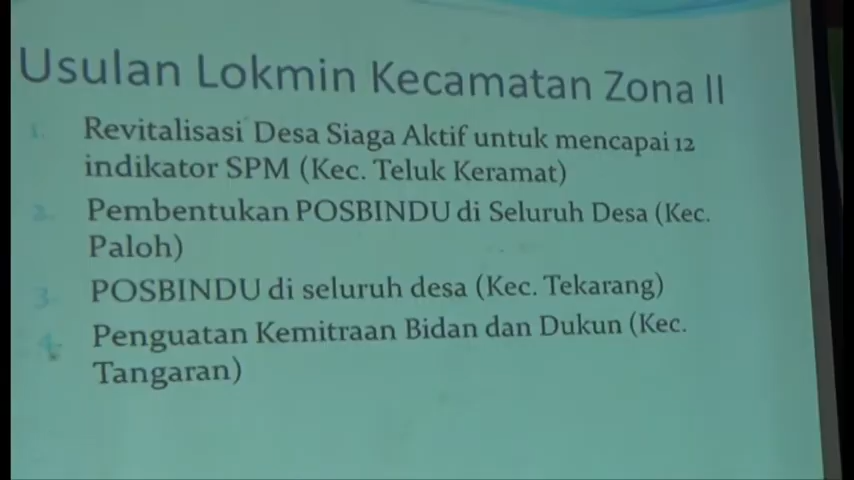 Usulan Lokmin Kecamatan Zona II
1. Revitalisasi Desa Siaga Aktif untuk mencapai 12
indikator SPM (Kec. Teluk Keramat)
2. Pembentukan POSBINDU di Seluruh Desa (Kec.
Paloh)
3. POSBINDU di seluruh desa (Kec. Tekarang)
4. Penguatan Kemitraan Bidan dan Dukun (Kec.
Tangaran)